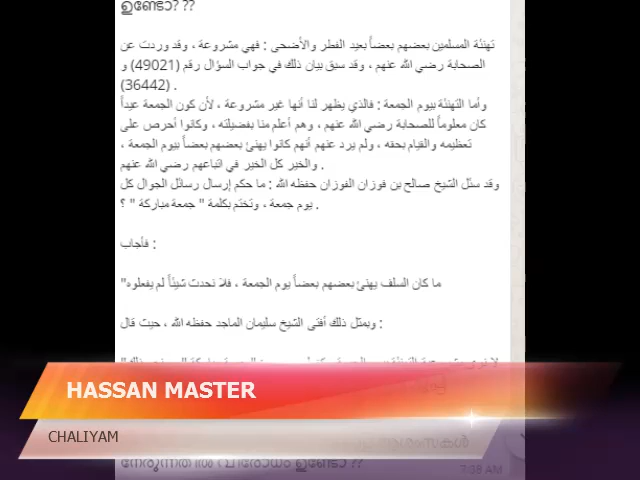 ഉണ്ടോ? ??
تهنئة المسلمين بعضهم بعضاً بعيد الفطر والأضحى : فهي مشروعة ، وقد وردت عن
الصحابة رضي الله عنهم ، وقد سبق بيان ذلك في جواب السؤال رقم (49021) و
(36442) .
وأما التهنئة بيوم الجمعة : فالذي يظهر لنا أنها غير مشروعة ، لأن كون الجمعة عيداً
كان معلوماً للصحابة رضي الله عنهم ، وهم أعلم منا بفضيلته ، وكانوا أحرص على
تعظيمه والقيام بحقه ، ولم يرد عنهم أنهم كانوا يهنئ بعضهم بعضاً بيوم الجمعة ،
والخير كل الخير في اتباعهم رضي الله عنهم .
وقد سئل الشيخ صالح بن فوزان الفوزان حفظه الله : ما حكم إرسال رسائل الجوال كل
يوم جمعة ، وتختم بكلمة " جمعة مباركة " ؟ .
فأجاب :
"ما كان السلف يهنئ بعضهم بعضاً يوم الجمعة ، فلا نحدث شيئاً لم يفعلوه
وبمثل ذلك أفتى الشيخ سليمان الماجد حفظه الله ، حيث قال :
HASSAN MASTER
CHALIYAM
ഉണ്ടോ ??
7:38 AM